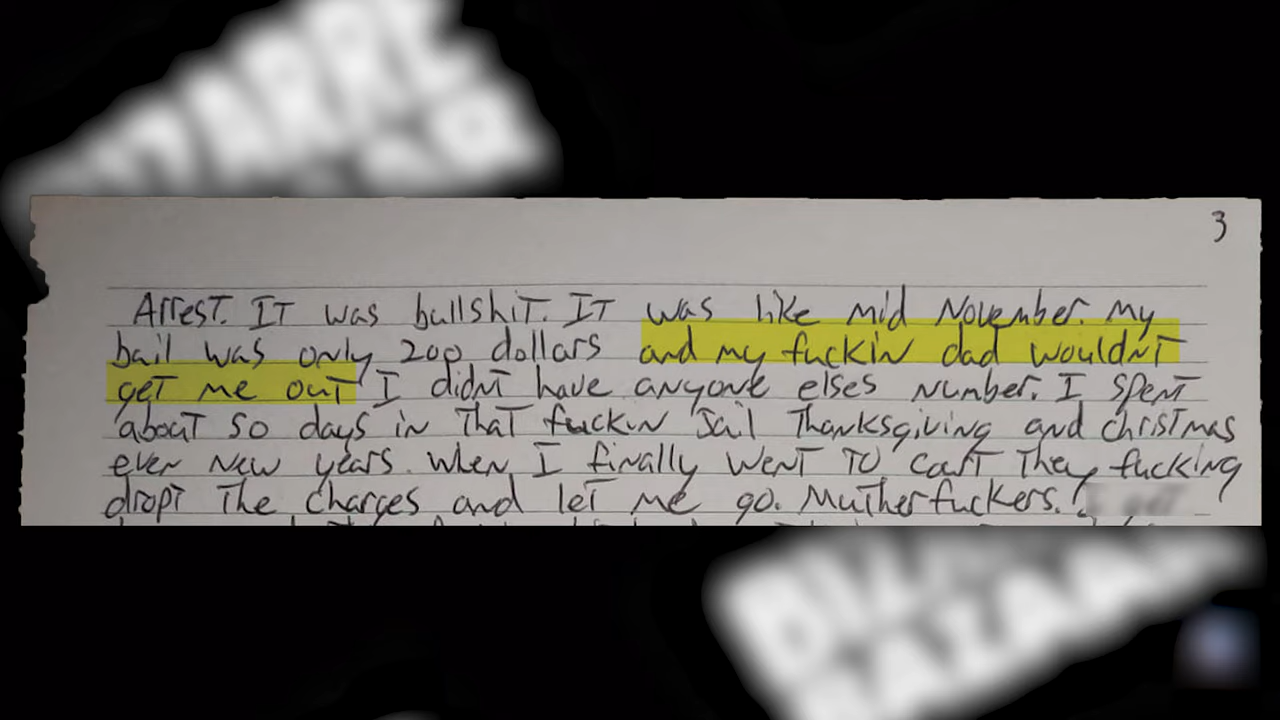 3
Arrest. IT was bullshiT. IT was like mid November. my
bail was only 200 dollars and my fuckin dad wouldnT
geT me ouT I didnT have anyone elses number. I spenT
abouT 50 days in ThaT fuckin Jail Thanksgiving and chrisTmas
ever New years. when I finally wenT To courT They fucking
dropT The charges and leT me go. MuTherfuckers.